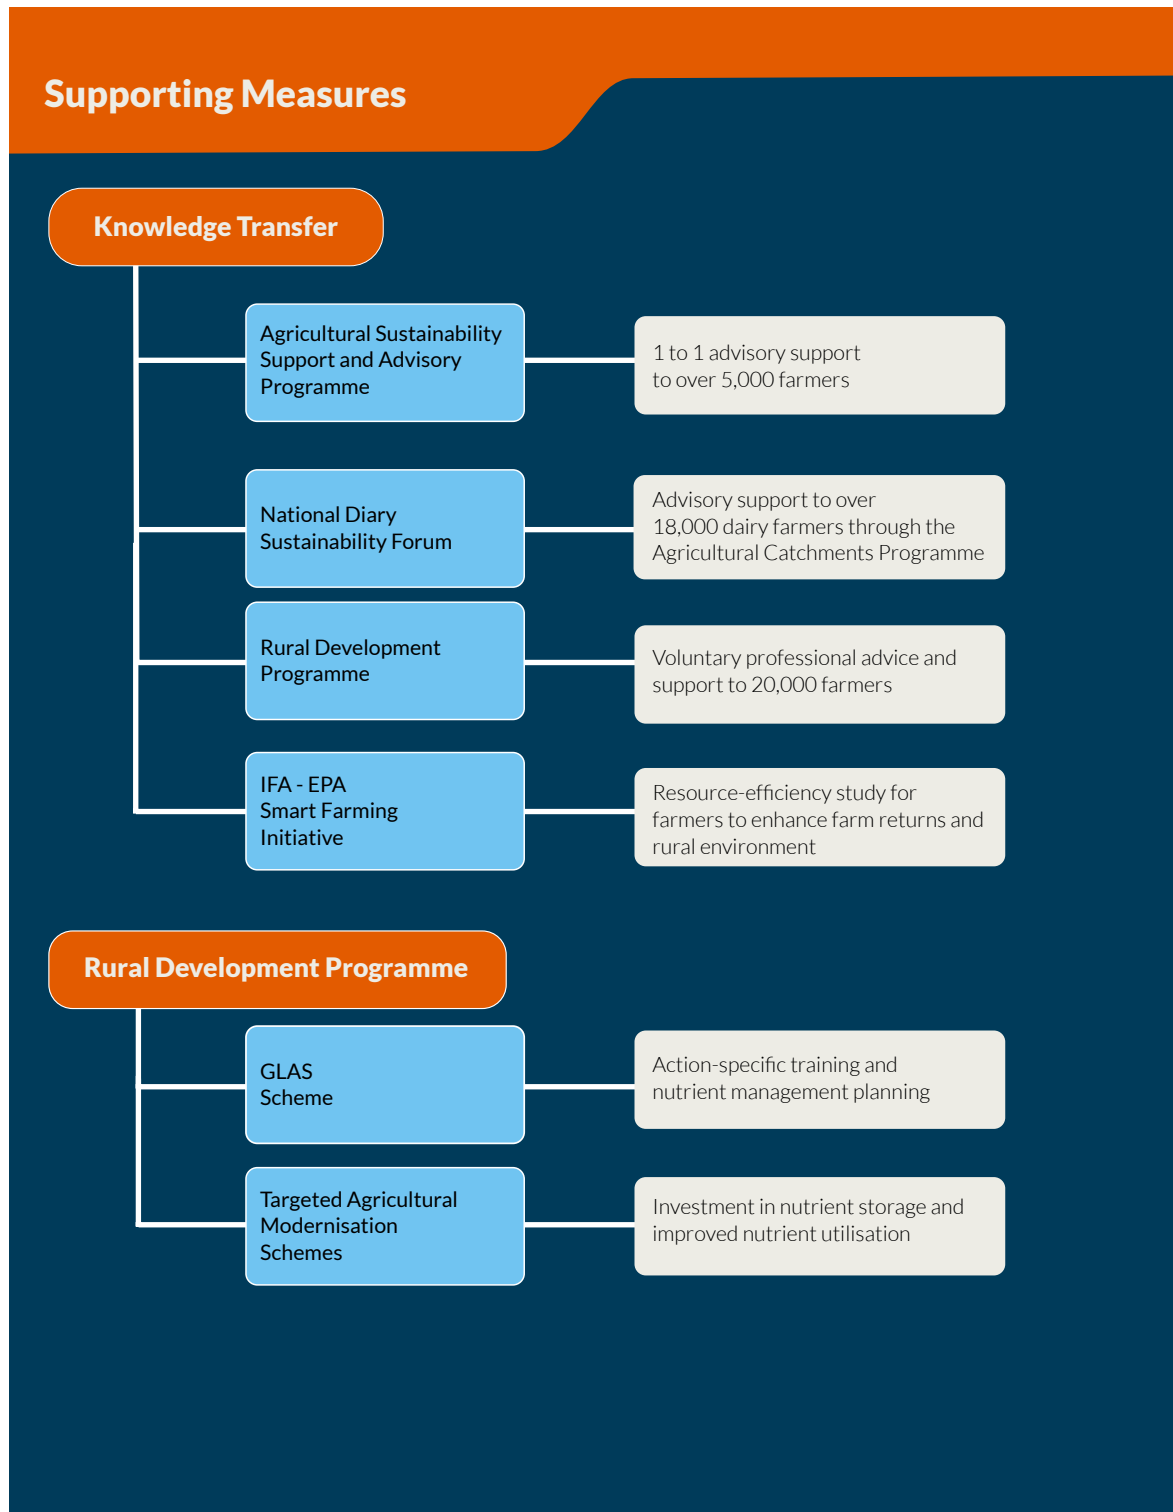 Supporting Measures
Knowledge Transfer
Agricultural Sustainability
Support and Advisory
Programme
1 to 1 advisory support
to over 5,000 farmers
National Diary
Sustainability Forum
Advisory support to over
18,000 dairy farmers through the
Agricultural Catchments Programme
Rural Development
Programme
Voluntary professional advice and
support to 20,000 farmers
IFA - EPA
Smart Farming
Initiative
Resource-efficiency study for
farmers to enhance farm returns and
rural environment
Rural Development Programme
GLAS
Scheme
Action-specific training and
nutrient management planning
Targeted Agricultural
Modernisation
Schemes
Investment in nutrient storage and
improved nutrient utilisation